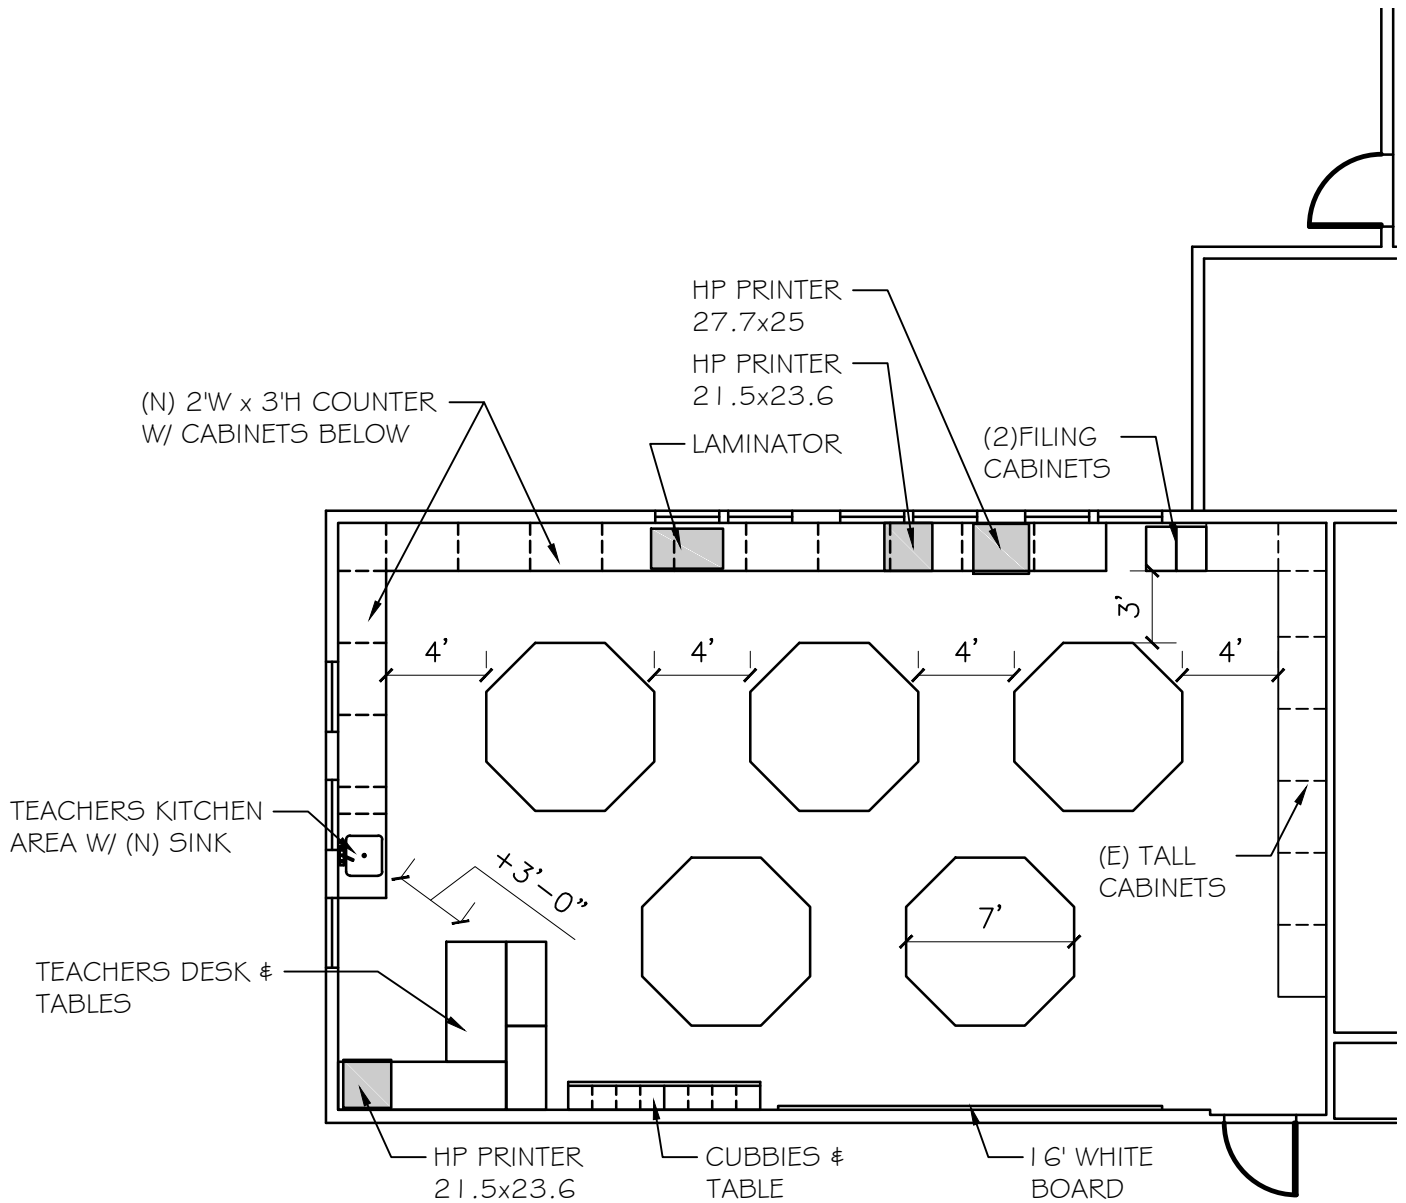 HP PRINTER
27.7x25
HP PRINTER
21.5x23.6
(N) 2'W x 3'H COUNTER
W/ CABINETS BELOW
LAMINATOR
(2)FILING
CABINETS
3'
4'
4'
4'
4'
TEACHERS KITCHEN
AREA W/ (N) SINK
(E) TALL
CABINETS
+3'-0"
7'
TEACHERS DESK &
TABLES
HP PRINTER
21.5x23.6
CUBBIES &
TABLE
16' WHITE
BOARD